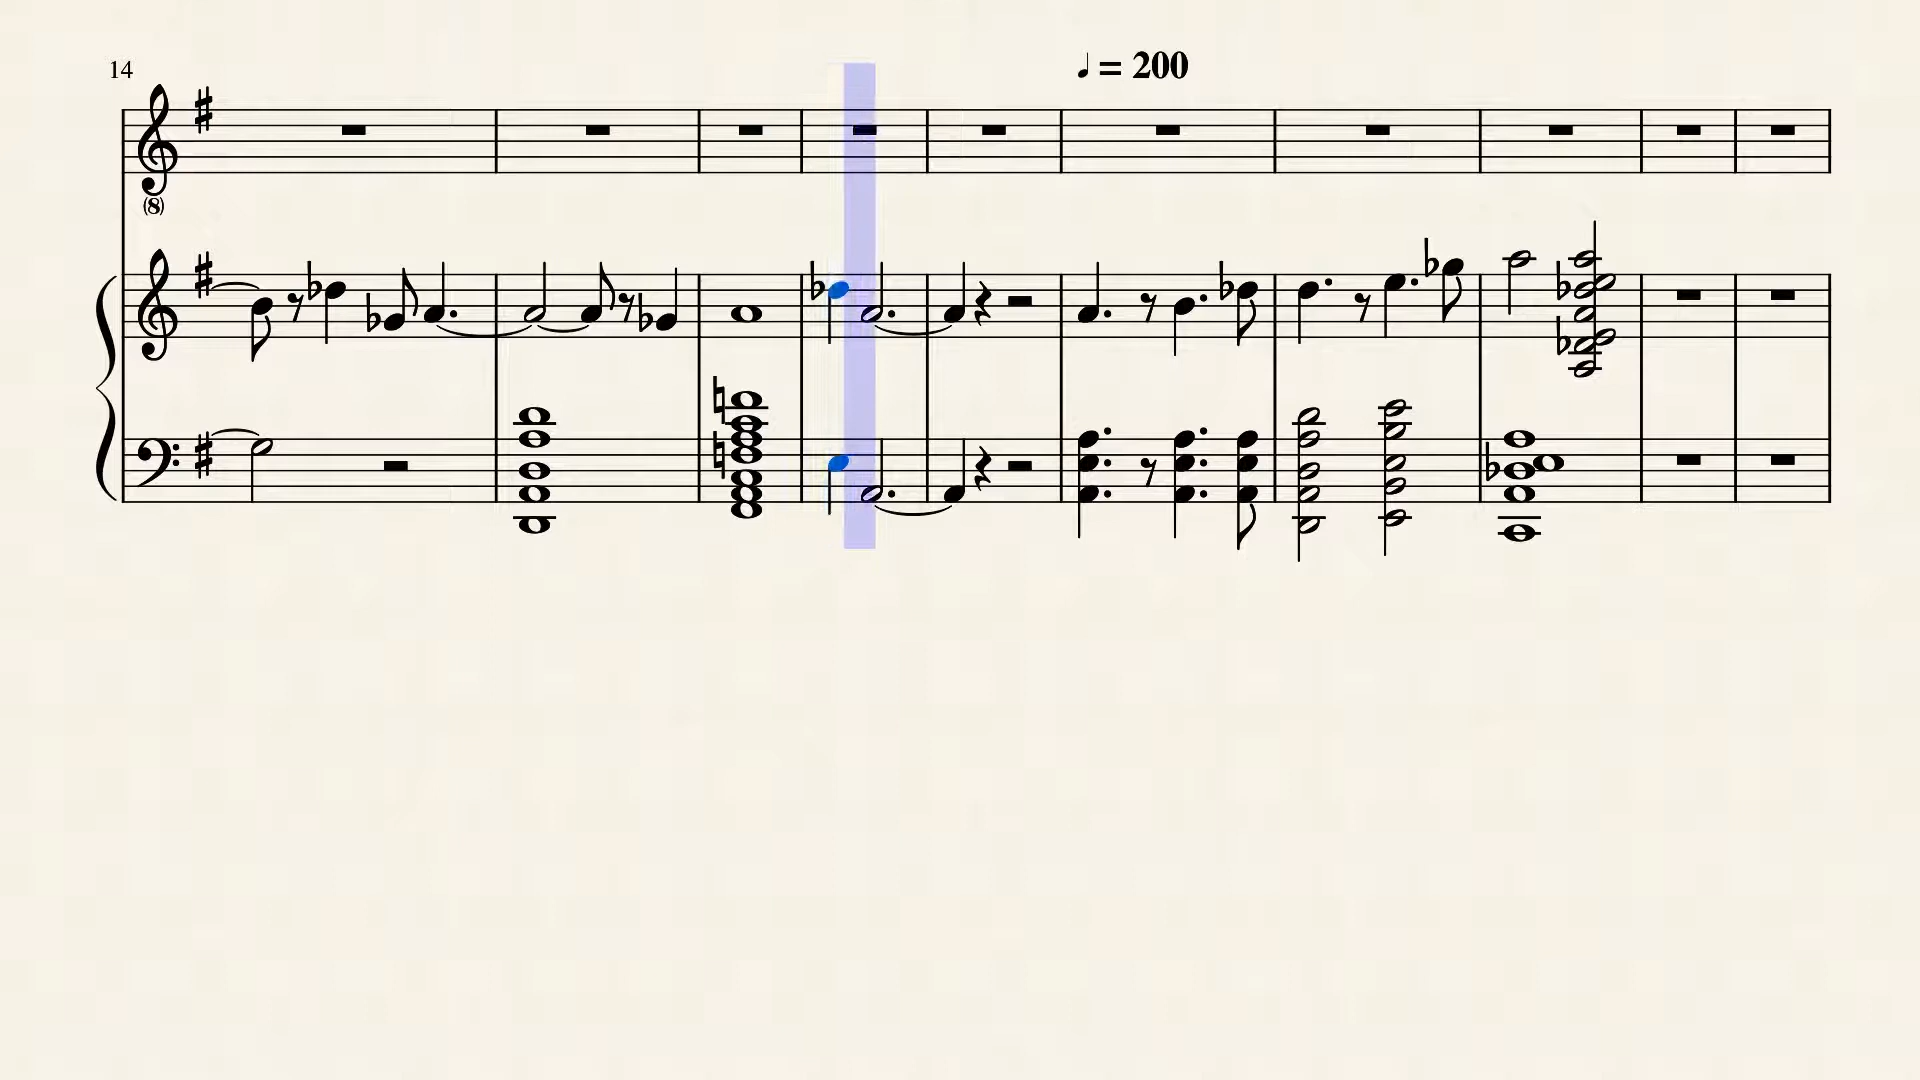 14
♩ = 200
(8)